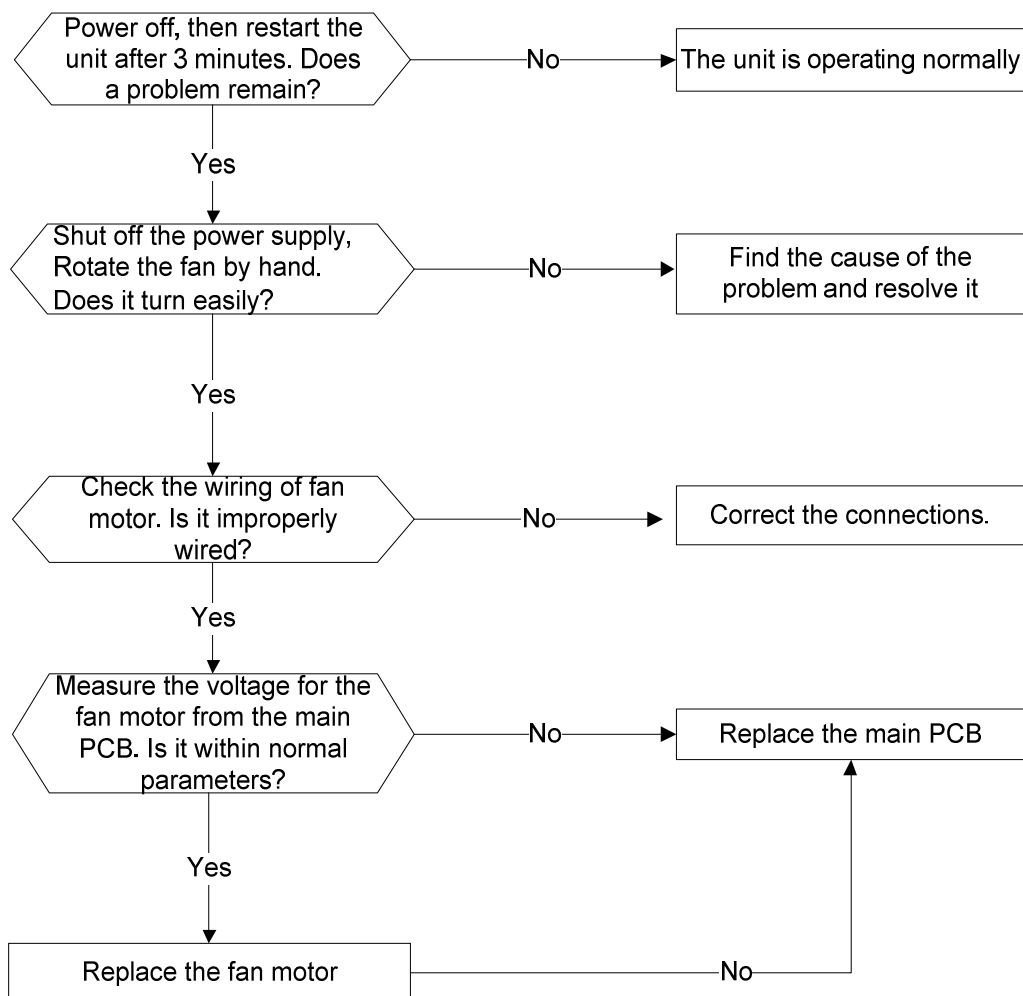 Power off, then restart the
unit after 3 minutes. Does
a problem remain?
No
The unit is operating normally
Yes
Shut off the power supply,
Rotate the fan by hand.
Does it turn easily?
No
Find the cause of the
problem and resolve it
Yes
Check the wiring of fan
motor. Is it improperly
wired?
No
Correct the connections.
Yes
Measure the voltage for the
fan motor from the main
PCB. Is it within normal
parameters?
No
Replace the main PCB
Yes
Replace the fan motor
No